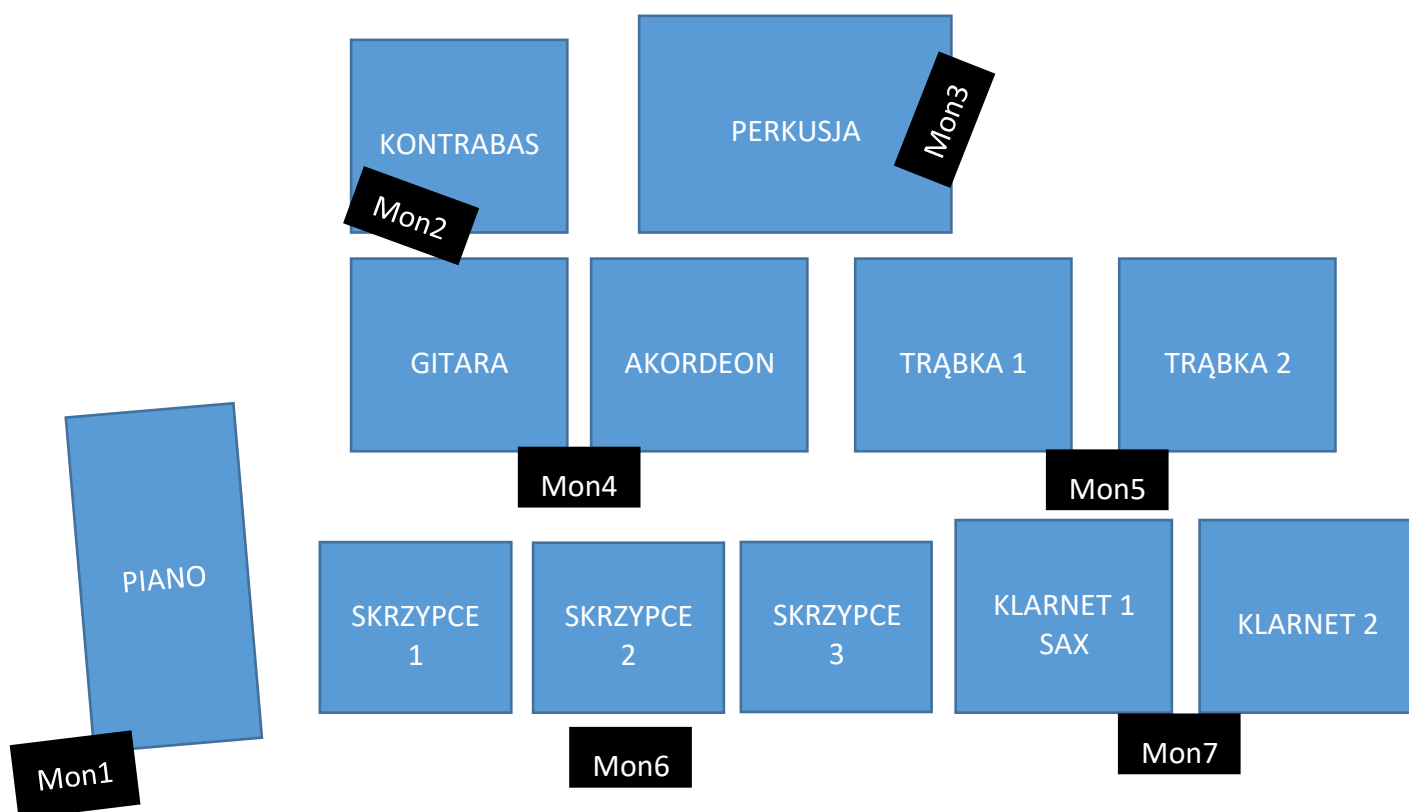 KONTRABAS
PERKUSJA
Mon3
Mon2
GITARA
AKORDEON
TRĄBKA 1
TRĄBKA 2
Mon4
Mon5
PIANO
SKRZYPCE
1
SKRZYPCE
2
SKRZYPCE
3
KLARNET 1
SAX
KLARNET 2
Mon1
Mon6
Mon7